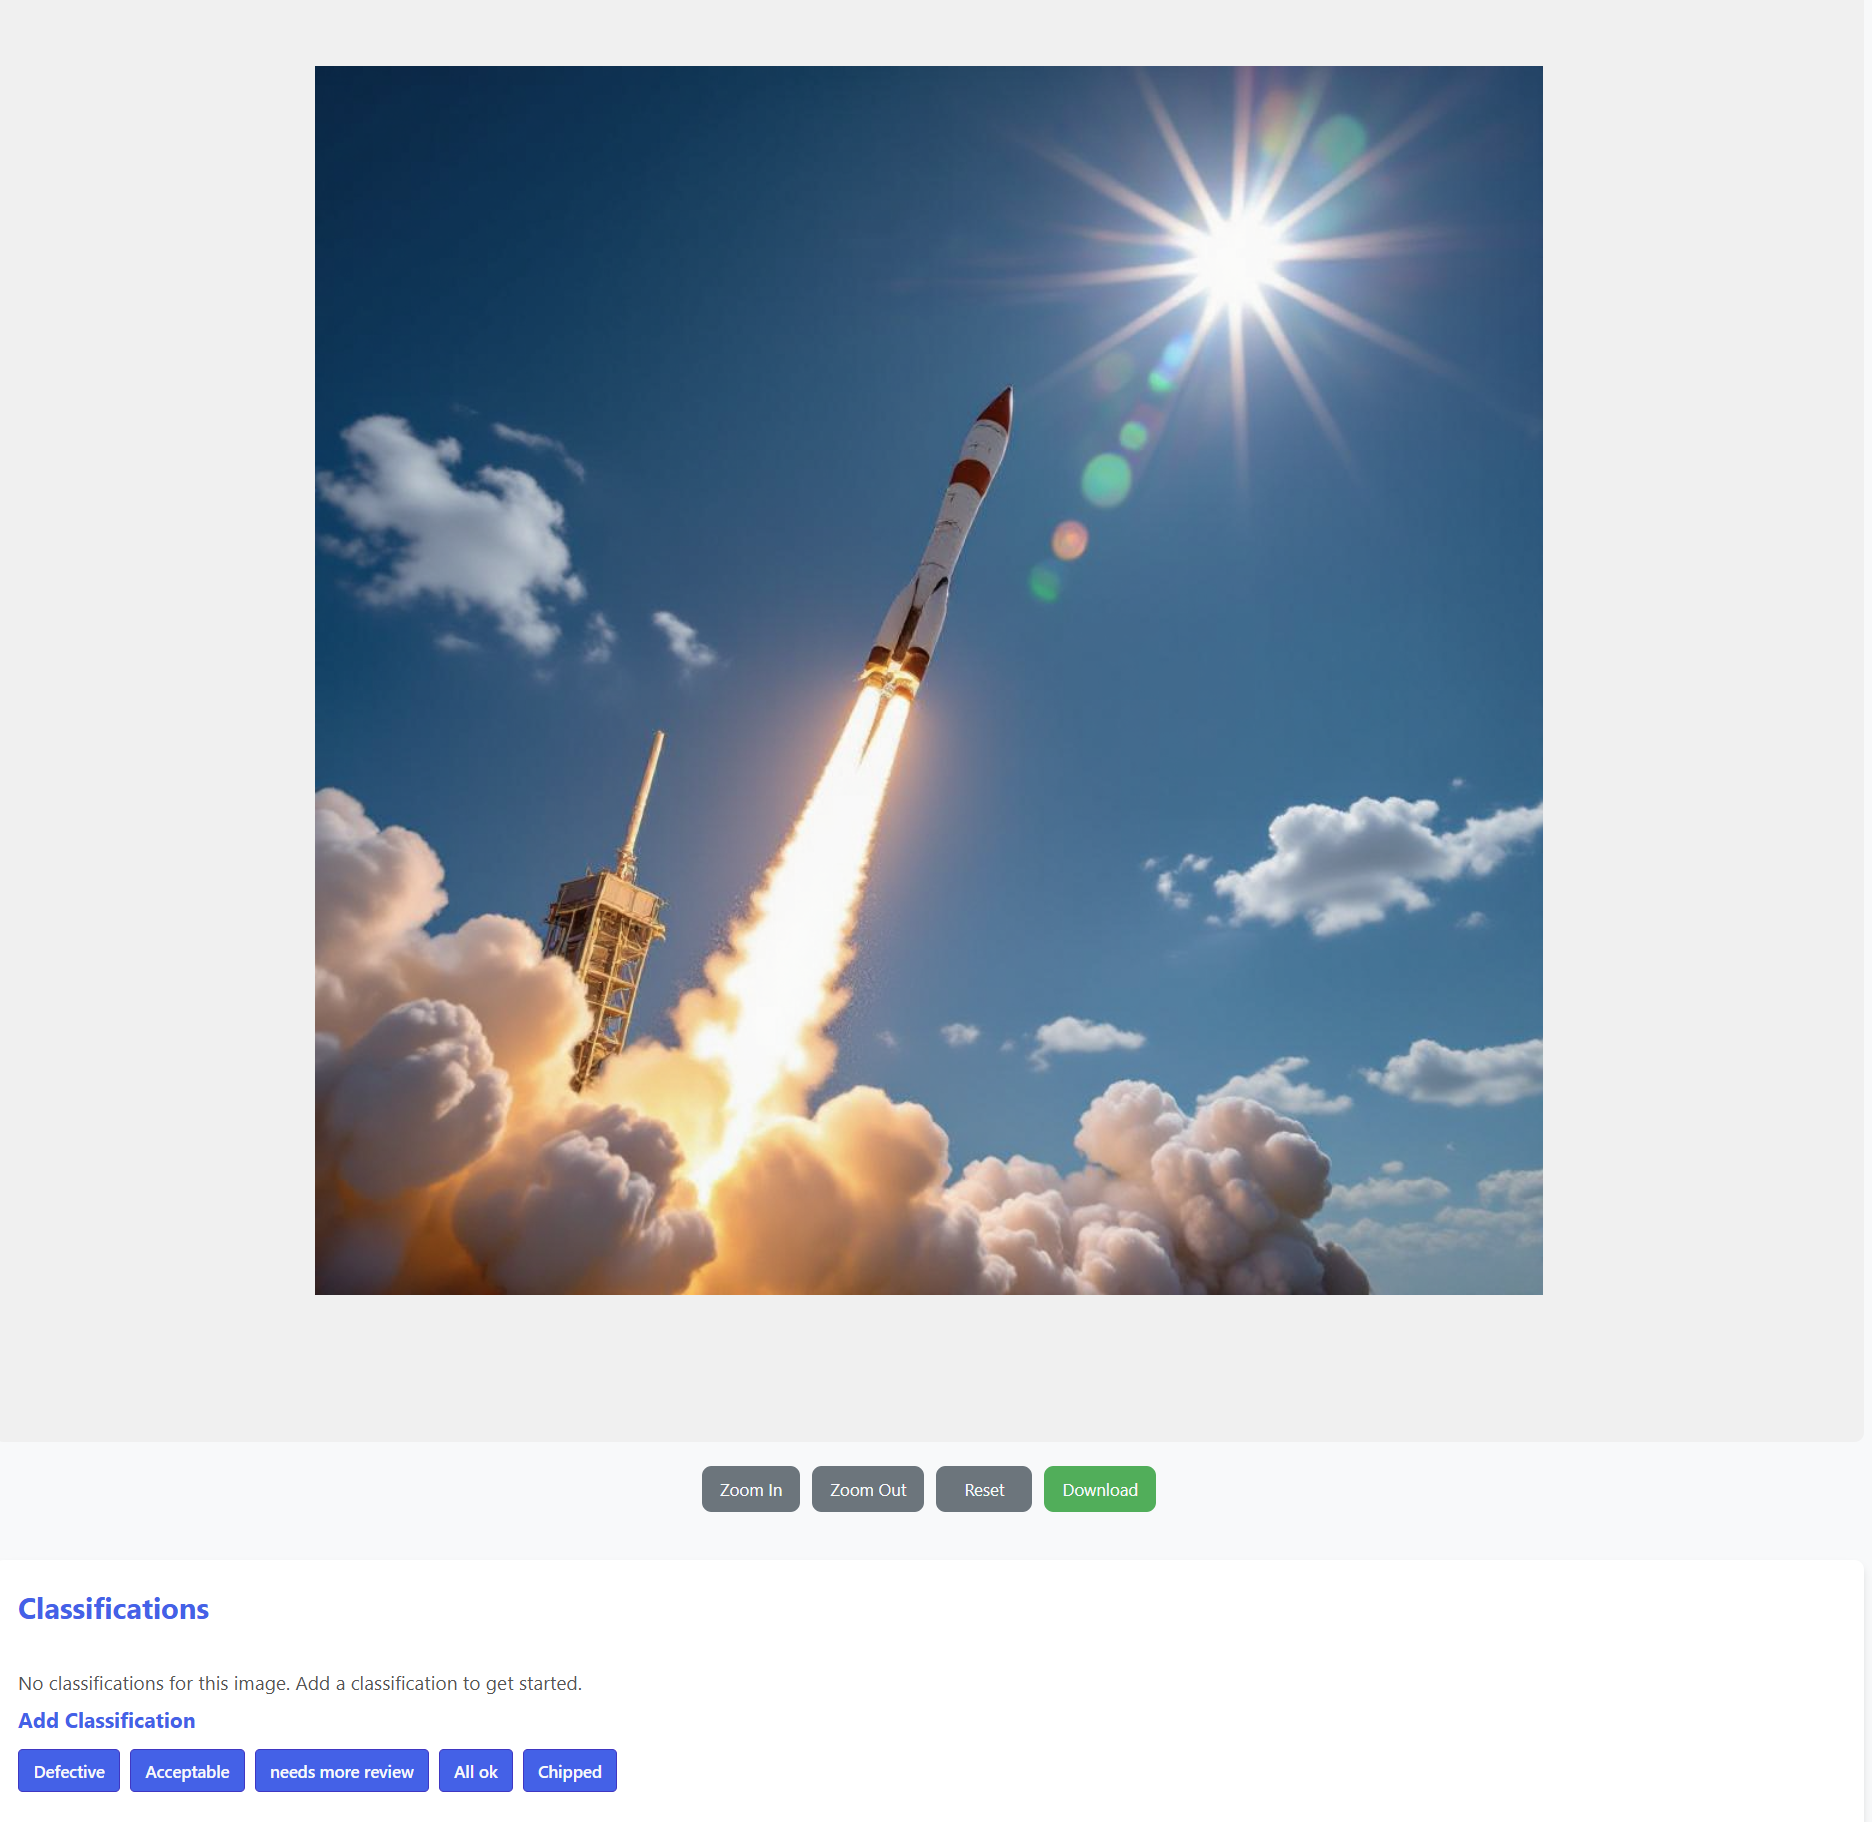 Zoom In Zoom Out Reset Download
Classifications
No classifications for this image. Add a classification to get started.
Add Classification
Defective Acceptable needs more review All ok Chipped